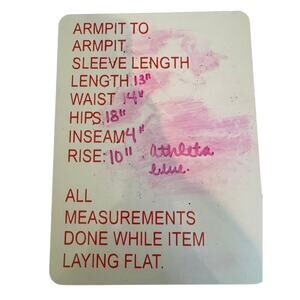 ARMPIT TO
ARMPIT
SLEEVE LENGTH
LENGTH 13"
WAIST 14"
HIPS 18"
INSEAM 4"
RISE: 10" . Athleta
blue.
ALL
MEASUREMENTS
DONE WHILE ITEM
LAYING FLAT.